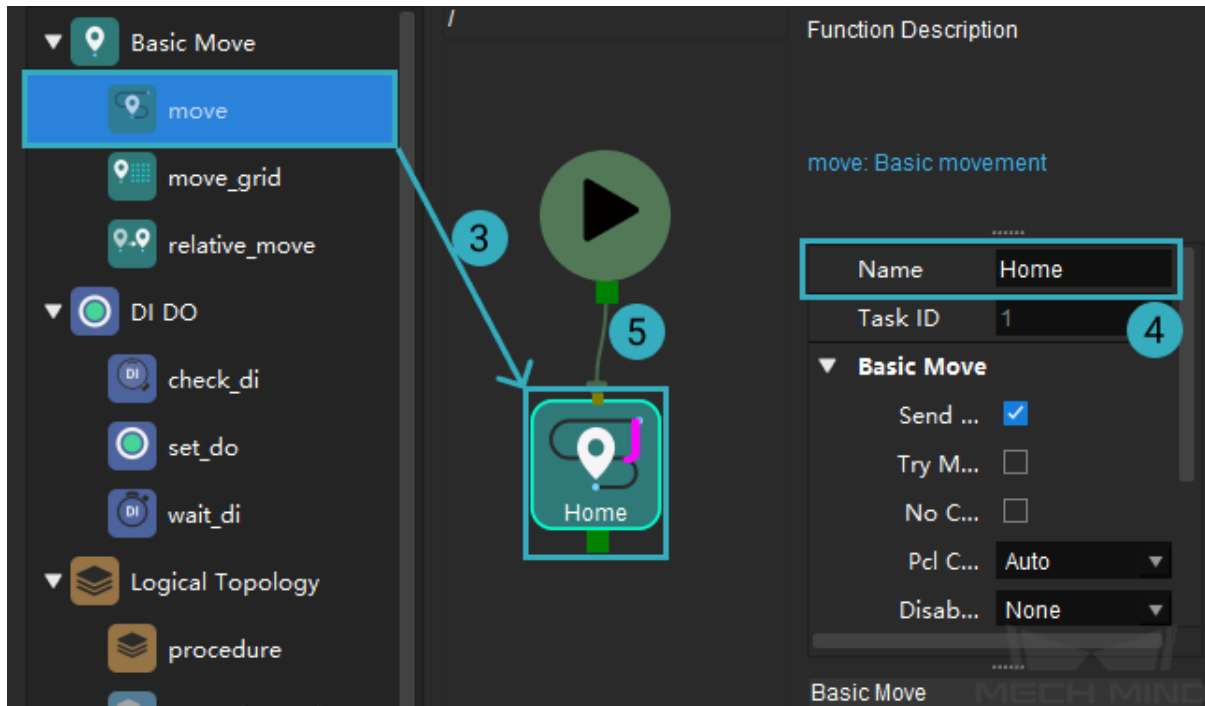 Basic Move
move
move_grid
relative_move
DI DO
DI
check_di
set_do
DI
wait_di
Logical Topology
procedure
/
3
5
J
Home
Function Description
move: Basic movement
Name Home
Task ID 1
4
Basic Move
Send ...
Try M...
No C...
Pcl C... Auto
Disab... None
Basic Move
MECH MIND